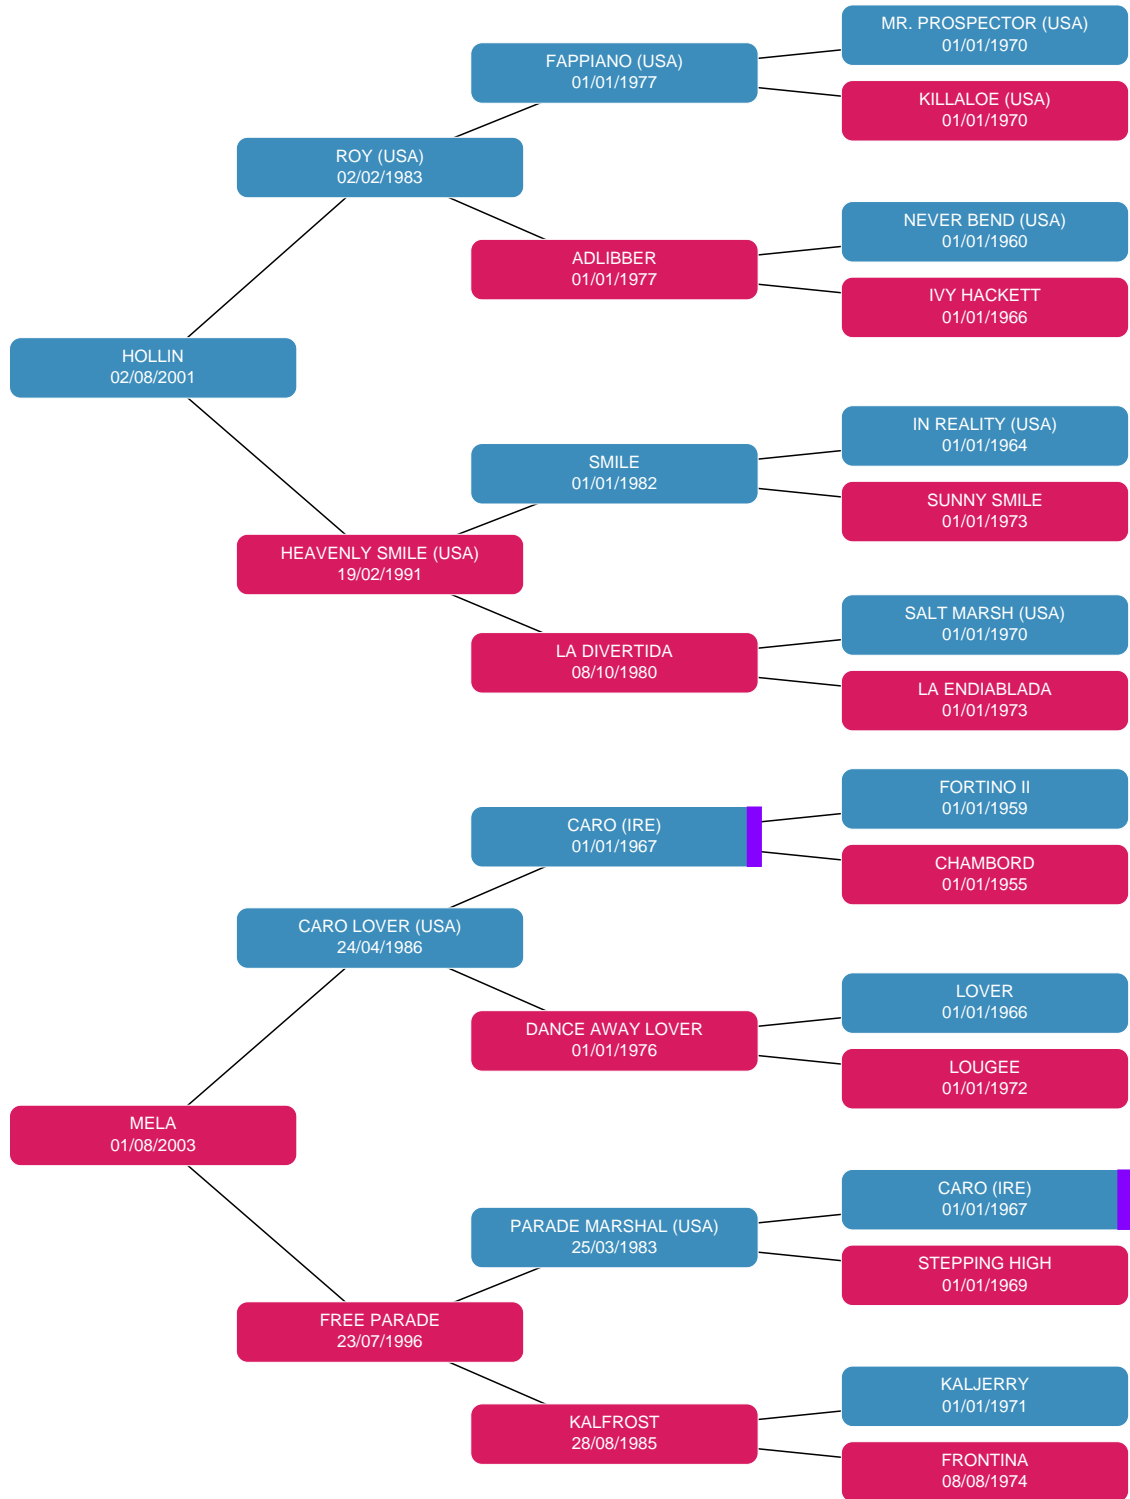 MR. PROSPECTOR (USA)
01/01/1970
FAPPIANO (USA)
01/01/1977
KILLALOE (USA)
01/01/1970
ROY (USA)
02/02/1983
NEVER BEND (USA)
01/01/1960
ADLIBBER
01/01/1977
IVY HACKETT
01/01/1966
HOLLIN
02/08/2001
IN REALITY (USA)
01/01/1964
SMILE
01/01/1982
SUNNY SMILE
01/01/1973
HEAVENLY SMILE (USA)
19/02/1991
SALT MARSH (USA)
01/01/1970
LA DIVERTIDA
08/10/1980
LA ENDIABLADA
01/01/1973
FORTINO II
01/01/1959
CARO (IRE)
01/01/1967
CHAMBORD
01/01/1955
CARO LOVER (USA)
24/04/1986
LOVER
01/01/1966
DANCE AWAY LOVER
01/01/1976
LOUGEE
01/01/1972
MELA
01/08/2003
CARO (IRE)
01/01/1967
PARADE MARSHAL (USA)
25/03/1983
STEPPING HIGH
01/01/1969
FREE PARADE
23/07/1996
KALJERRY
01/01/1971
KALFROST
28/08/1985
FRONTINA
08/08/1974